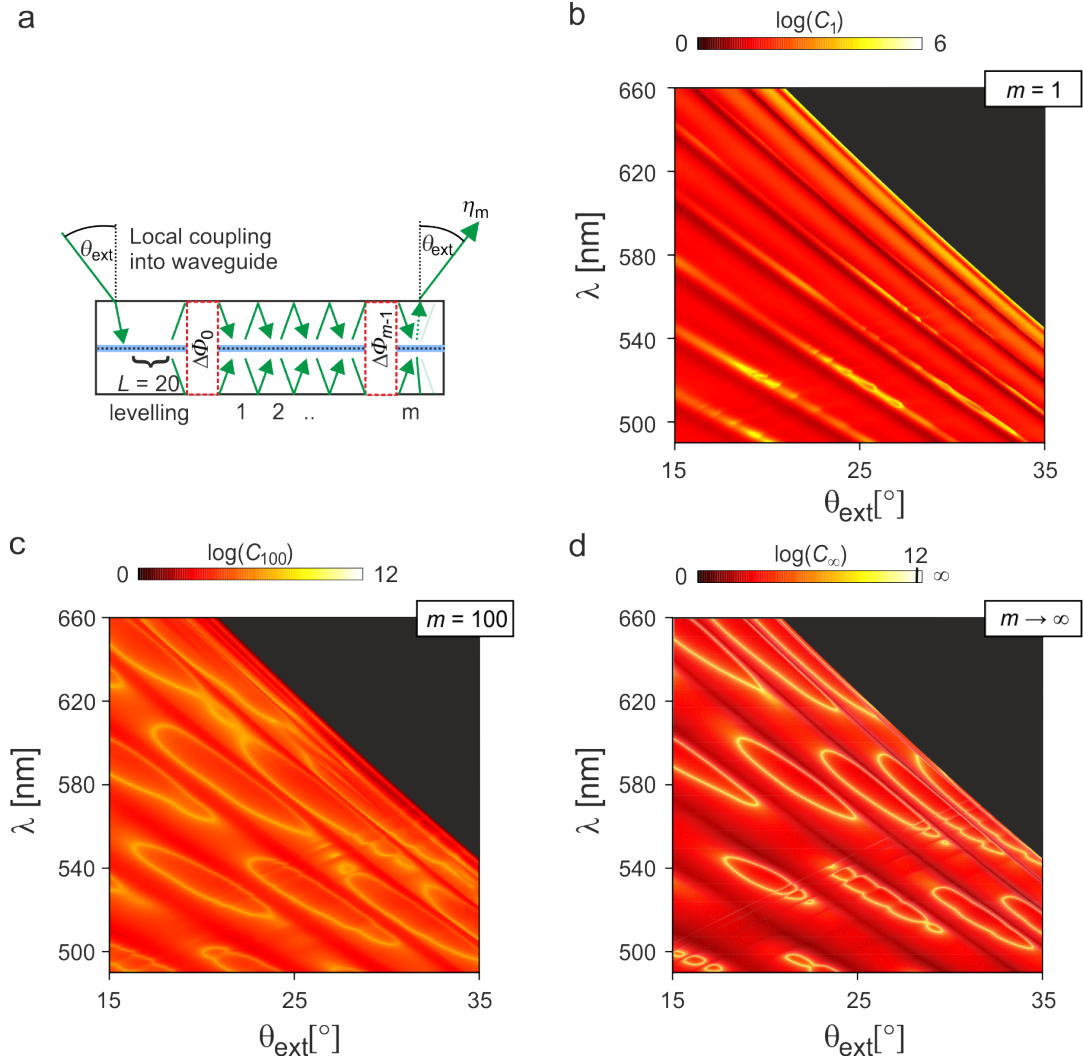 a
θext
Local coupling
into waveguide
θext
ηm
ΔΦ0
ΔΦm-1
L = 20
levelling
1 2 .. m
b
log(C1)
0 6
m = 1
660
620
580
540
500
λ [nm]
15 25 35
θext[°]
c
log(C100)
0 12
m = 100
660
620
580
540
500
λ [nm]
15 25 35
θext[°]
d
log(C∞)
0 12 ∞
m → ∞
660
620
580
540
500
λ [nm]
15 25 35
θext[°]